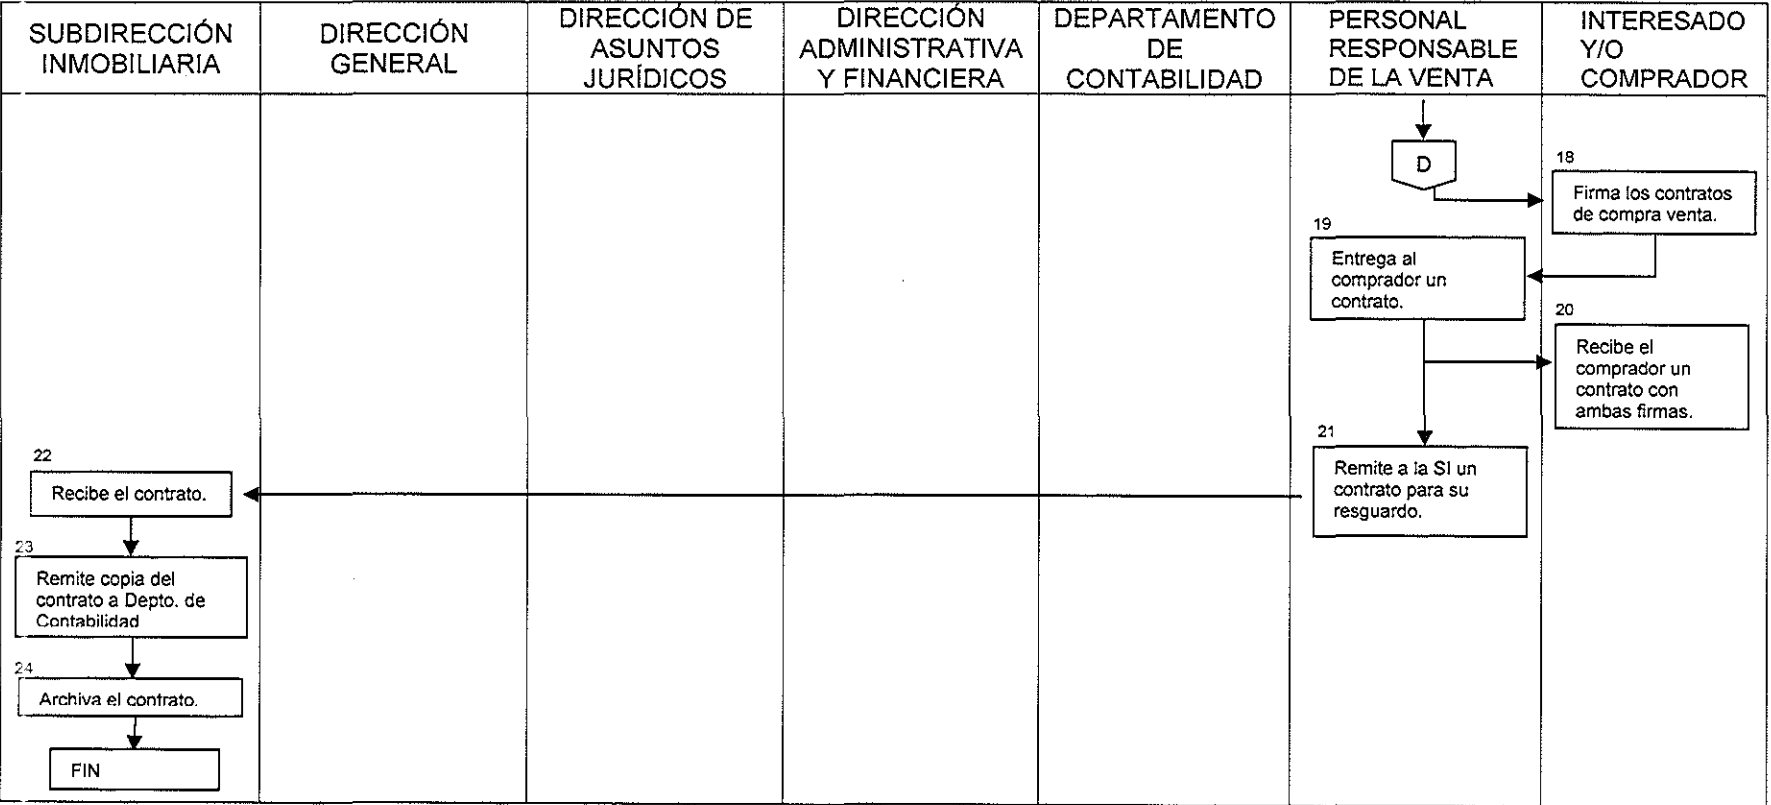 SUBDIRECCIÓN
INMOBILIARIA
DIRECCIÓN
GENERAL
DIRECCIÓN DE
ASUNTOS
JURÍDICOS
DIRECCIÓN
ADMINISTRATIVA
Y FINANCIERA
DEPARTAMENTO
DE
CONTABILIDAD
PERSONAL
RESPONSABLE
DE LA VENTA
INTERESADO
Y/O
COMPRADOR
D
18
Firma los contratos
de compra venta.
19
Entrega al
comprador un
contrato.
20
Recibe el
comprador un
contrato con
ambas firmas.
21
Remite a la SI un
contrato para su
resguardo.
22
Recibe el contrato.
23
Remite copia del
contrato a Depto. de
Contabilidad
24
Archiva el contrato.
FIN